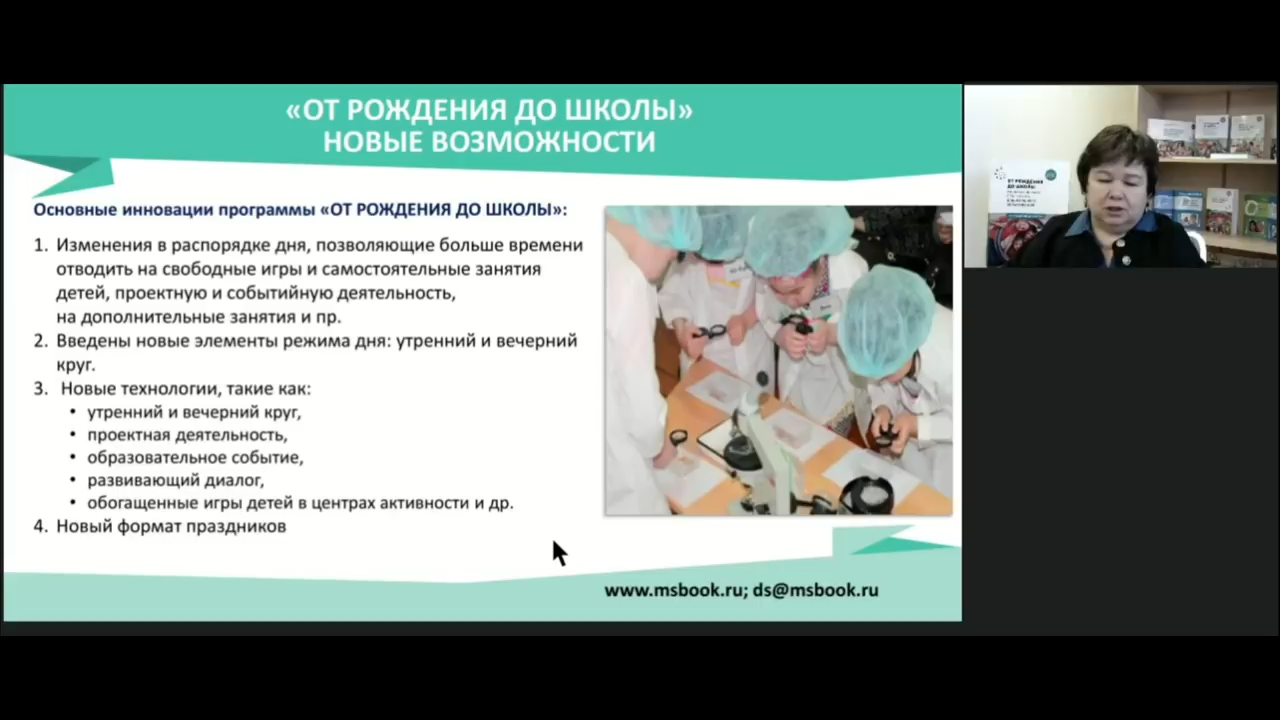 «ОТ РОЖДЕНИЯ ДО ШКОЛЫ»
НОВЫЕ ВОЗМОЖНОСТИ
Основные инновации программы «ОТ РОЖДЕНИЯ ДО ШКОЛЫ»:
1. Изменения в распорядке дня, позволяющие больше времени
отводить на свободные игры и самостоятельные занятия
детей, проектную и событийную деятельность,
на дополнительные занятия и пр.
2. Введены новые элементы режима дня: утренний и вечерний
круг.
3. Новые технологии, такие как:
• утренний и вечерний круг,
• проектная деятельность,
• образовательное событие,
• развивающий диалог,
• обогащенные игры детей в центрах активности и др.
4. Новый формат праздников
www.msbook.ru; ds@msbook.ru
ОТ РОЖДЕНИЯ
ДО ШКОЛЫ